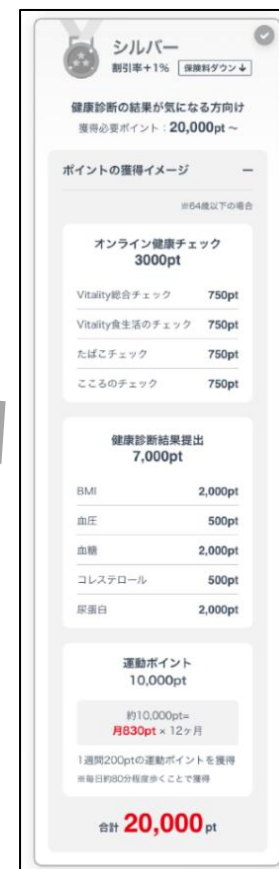 シルバー
割引率+1% 保険料ダウン↓
健康診断の結果が気になる方向け
獲得必要ポイント：20,000pt ~
ポイントの獲得イメージ −
※64歳以下の場合
オンライン健康チェック
3000pt
Vitality総合チェック 750pt
Vitality食生活のチェック 750pt
たばこチェック 750pt
こころのチェック 750pt
健康診断結果提出
7,000pt
BMI 2,000pt
血圧 500pt
血糖 2,000pt
コレステロール 500pt
尿蛋白 2,000pt
運動ポイント
10,000pt
約10,000pt=
月830pt × 12ヶ月
1週間200ptの運動ポイントを獲得
※毎日約80分程度歩くことで獲得
合計 20,000 pt